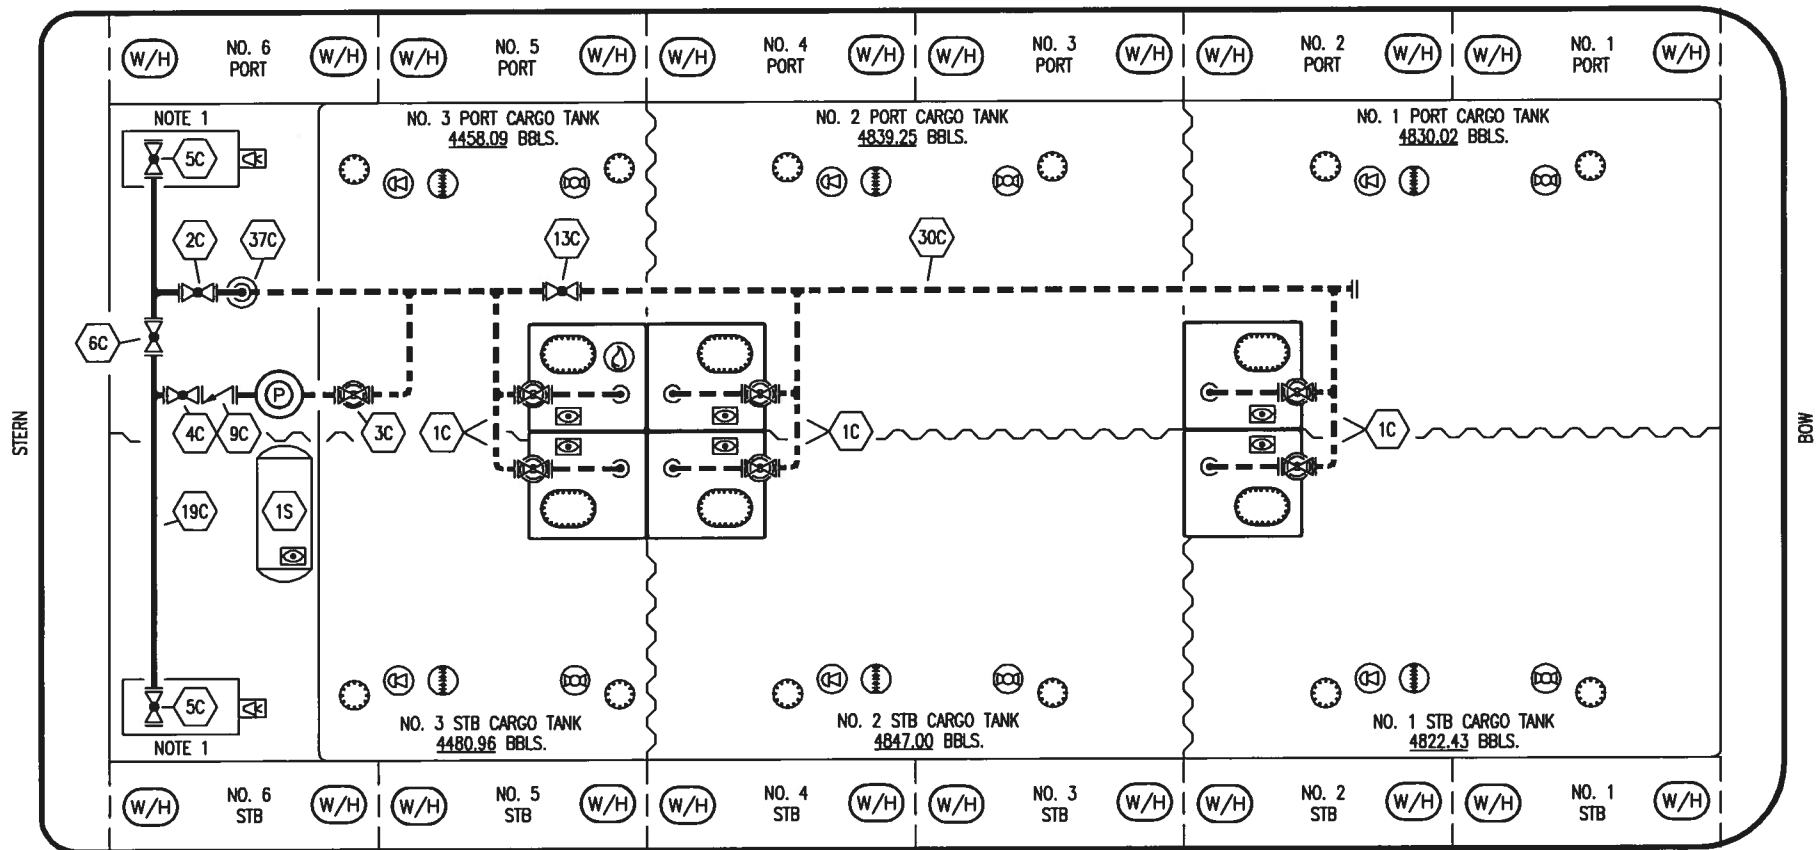 W/H NO. 6 PORT W/H W/H NO. 5 PORT W/H W/H NO. 4 PORT W/H W/H NO. 3 PORT W/H W/H NO. 2 PORT W/H W/H NO. 1 PORT W/H
NOTE 1
NO. 3 PORT CARGO TANK
4458.09 BBLS.
NO. 2 PORT CARGO TANK
4839.25 BBLS.
NO. 1 PORT CARGO TANK
4830.02 BBLS.
5C
2C
37C
13C
30C
6C
P
4C
9C
3C
1C
1C
1C
STERN
BOW
19C
1S
5C
NOTE 1
NO. 3 STB CARGO TANK
4480.96 BBLS.
NO. 2 STB CARGO TANK
4847.00 BBLS.
NO. 1 STB CARGO TANK
4822.43 BBLS.
W/H NO. 6 STB W/H W/H NO. 5 STB W/H W/H NO. 4 STB W/H W/H NO. 3 STB W/H W/H NO. 2 STB W/H W/H NO. 1 STB W/H